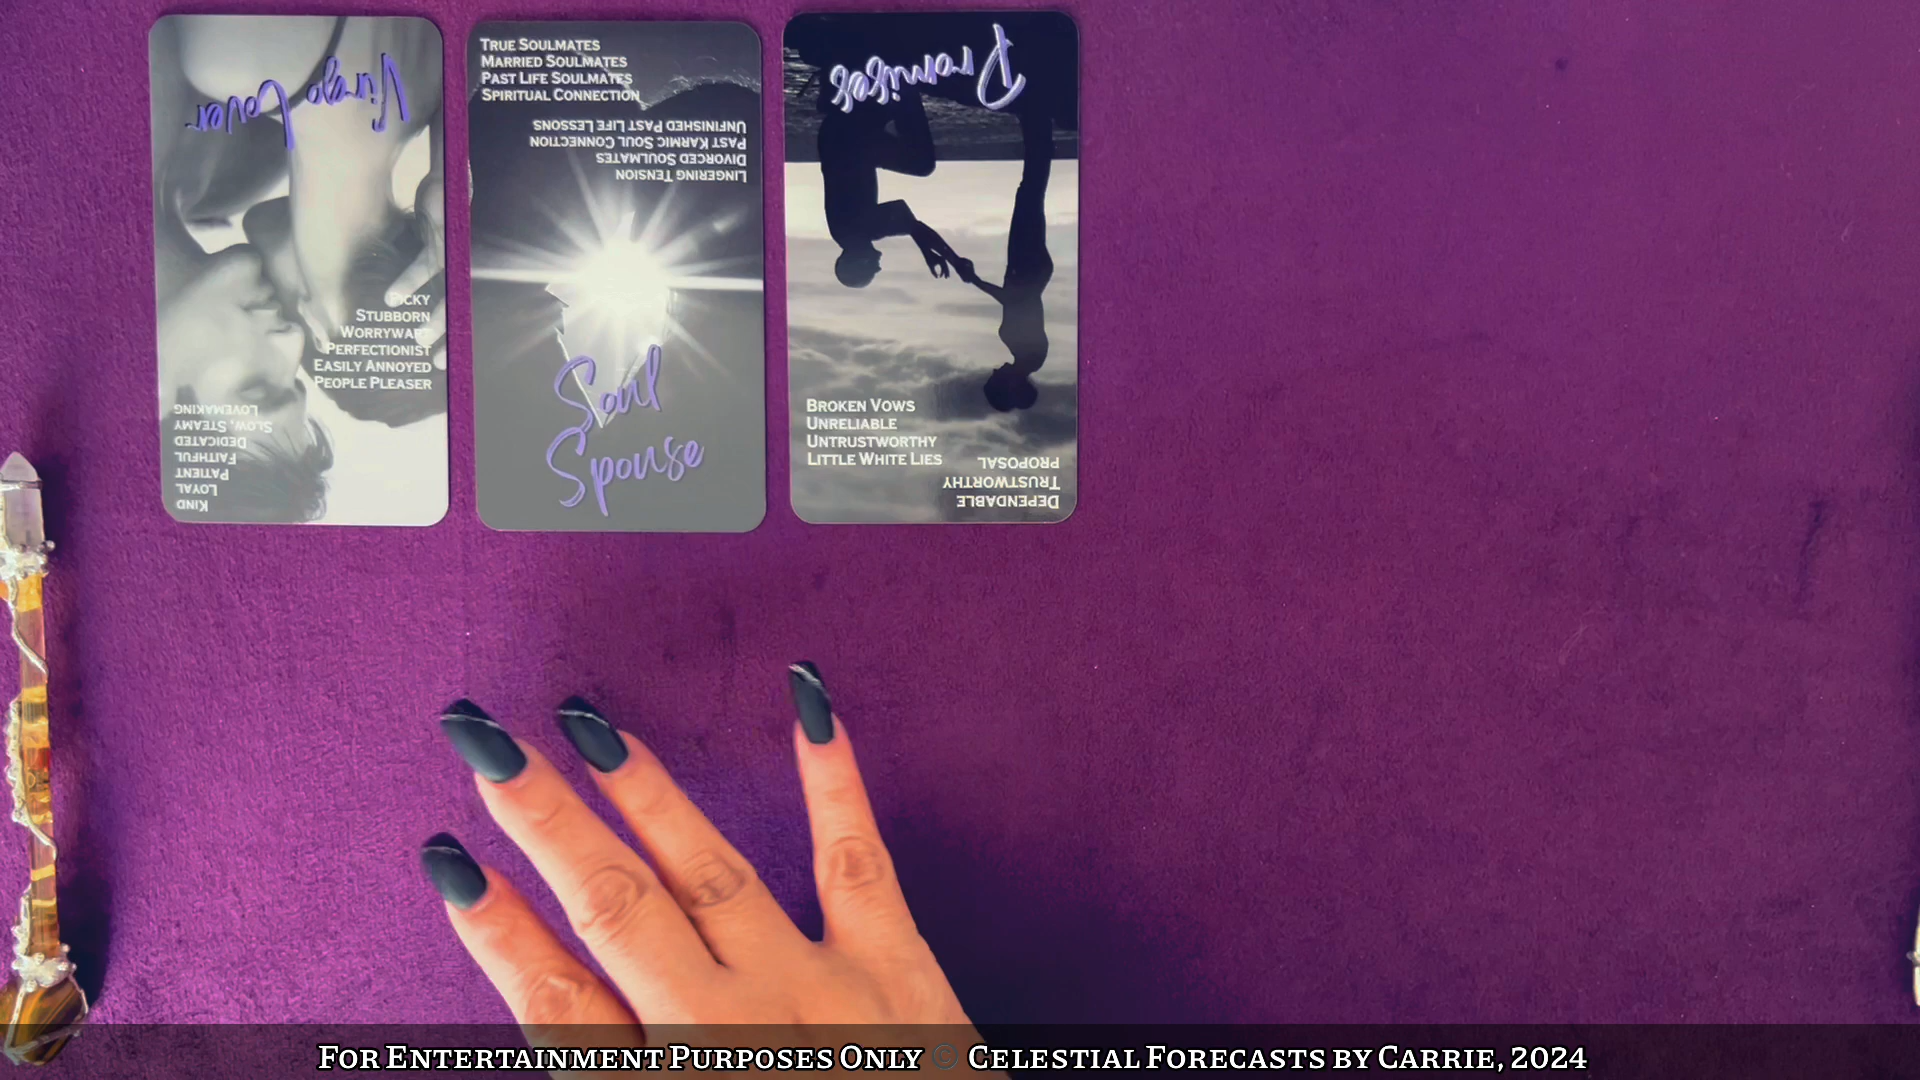 Virgo Lover
PICKY
STUBBORN
WORRYWART
PERFECTIONIST
EASILY ANNOYED
PEOPLE PLEASER
KIND
LOYAL
PATIENT
FAITHFUL
DEDICATED
SLOW, STEAMY
LOVEMAKING
TRUE SOULMATES
MARRIED SOULMATES
PAST LIFE SOULMATES
SPIRITUAL CONNECTION
LINGERING TENSION
DIVORCED SOULMATES
PAST KARMIC SOUL CONNECTION
UNFINISHED PAST LIFE LESSONS
Soul
Spouse
Promises
BROKEN VOWS
UNRELIABLE
UNTRUSTWORTHY
LITTLE WHITE LIES
DEPENDABLE
TRUSTWORTHY
PROPOSAL
FOR ENTERTAINMENT PURPOSES ONLY © CELESTIAL FORECASTS BY CARRIE, 2024